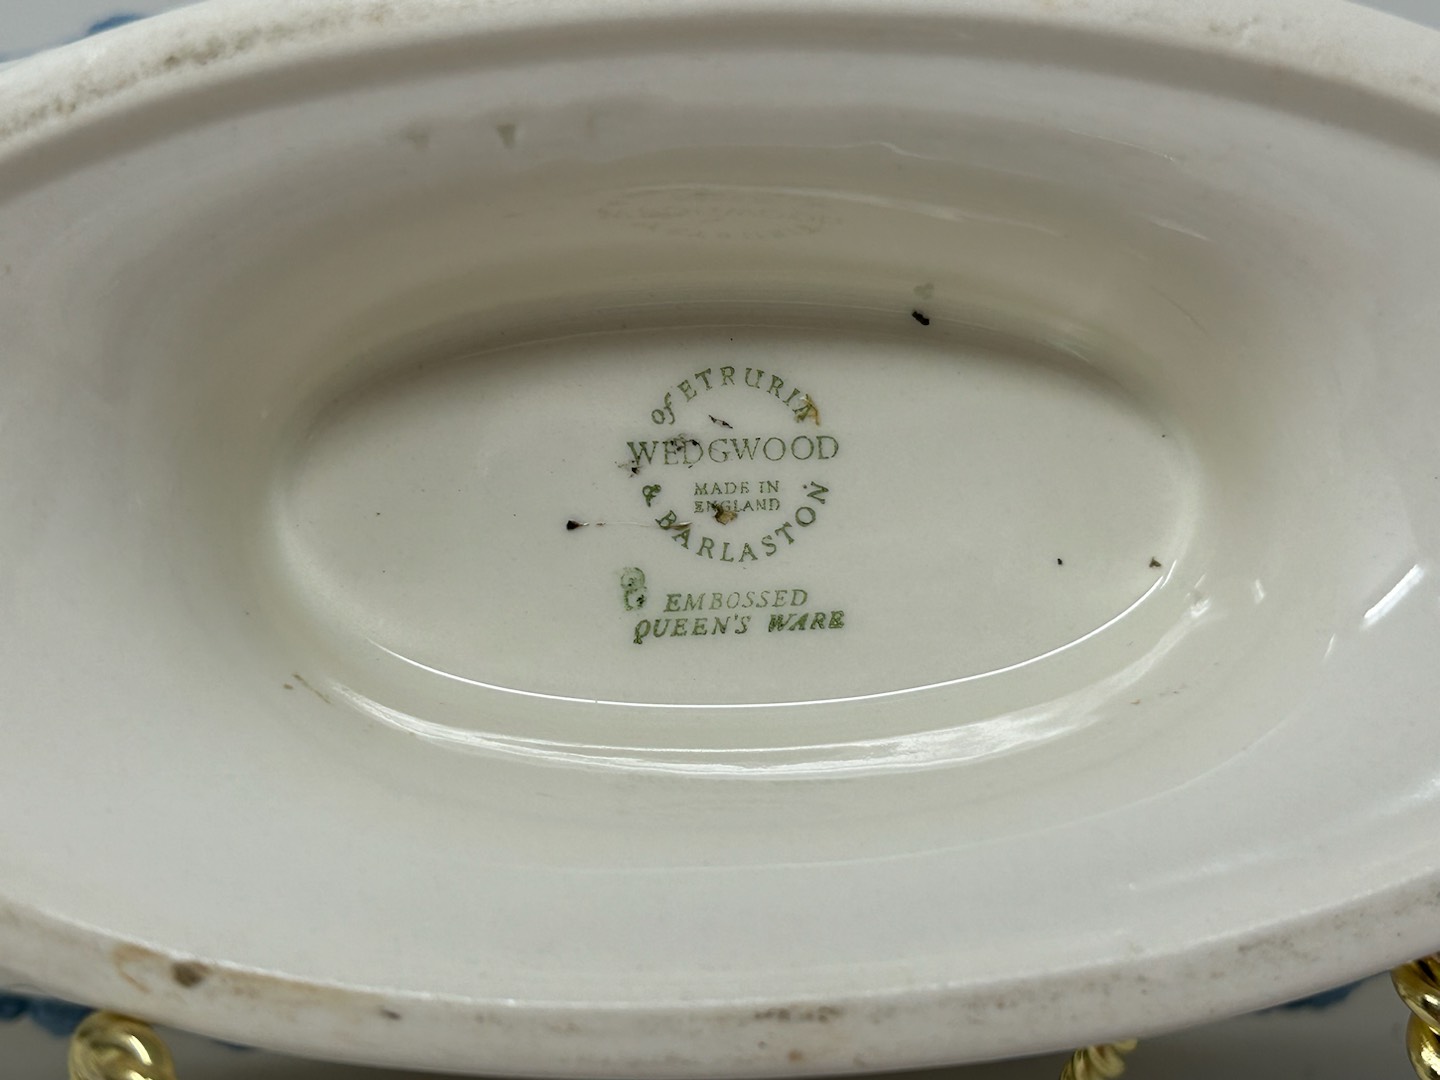 of ETRURIA
WEDGWOOD
MADE IN
ENGLAND
& BARLASTON
EMBOSSED
QUEEN'S WARE